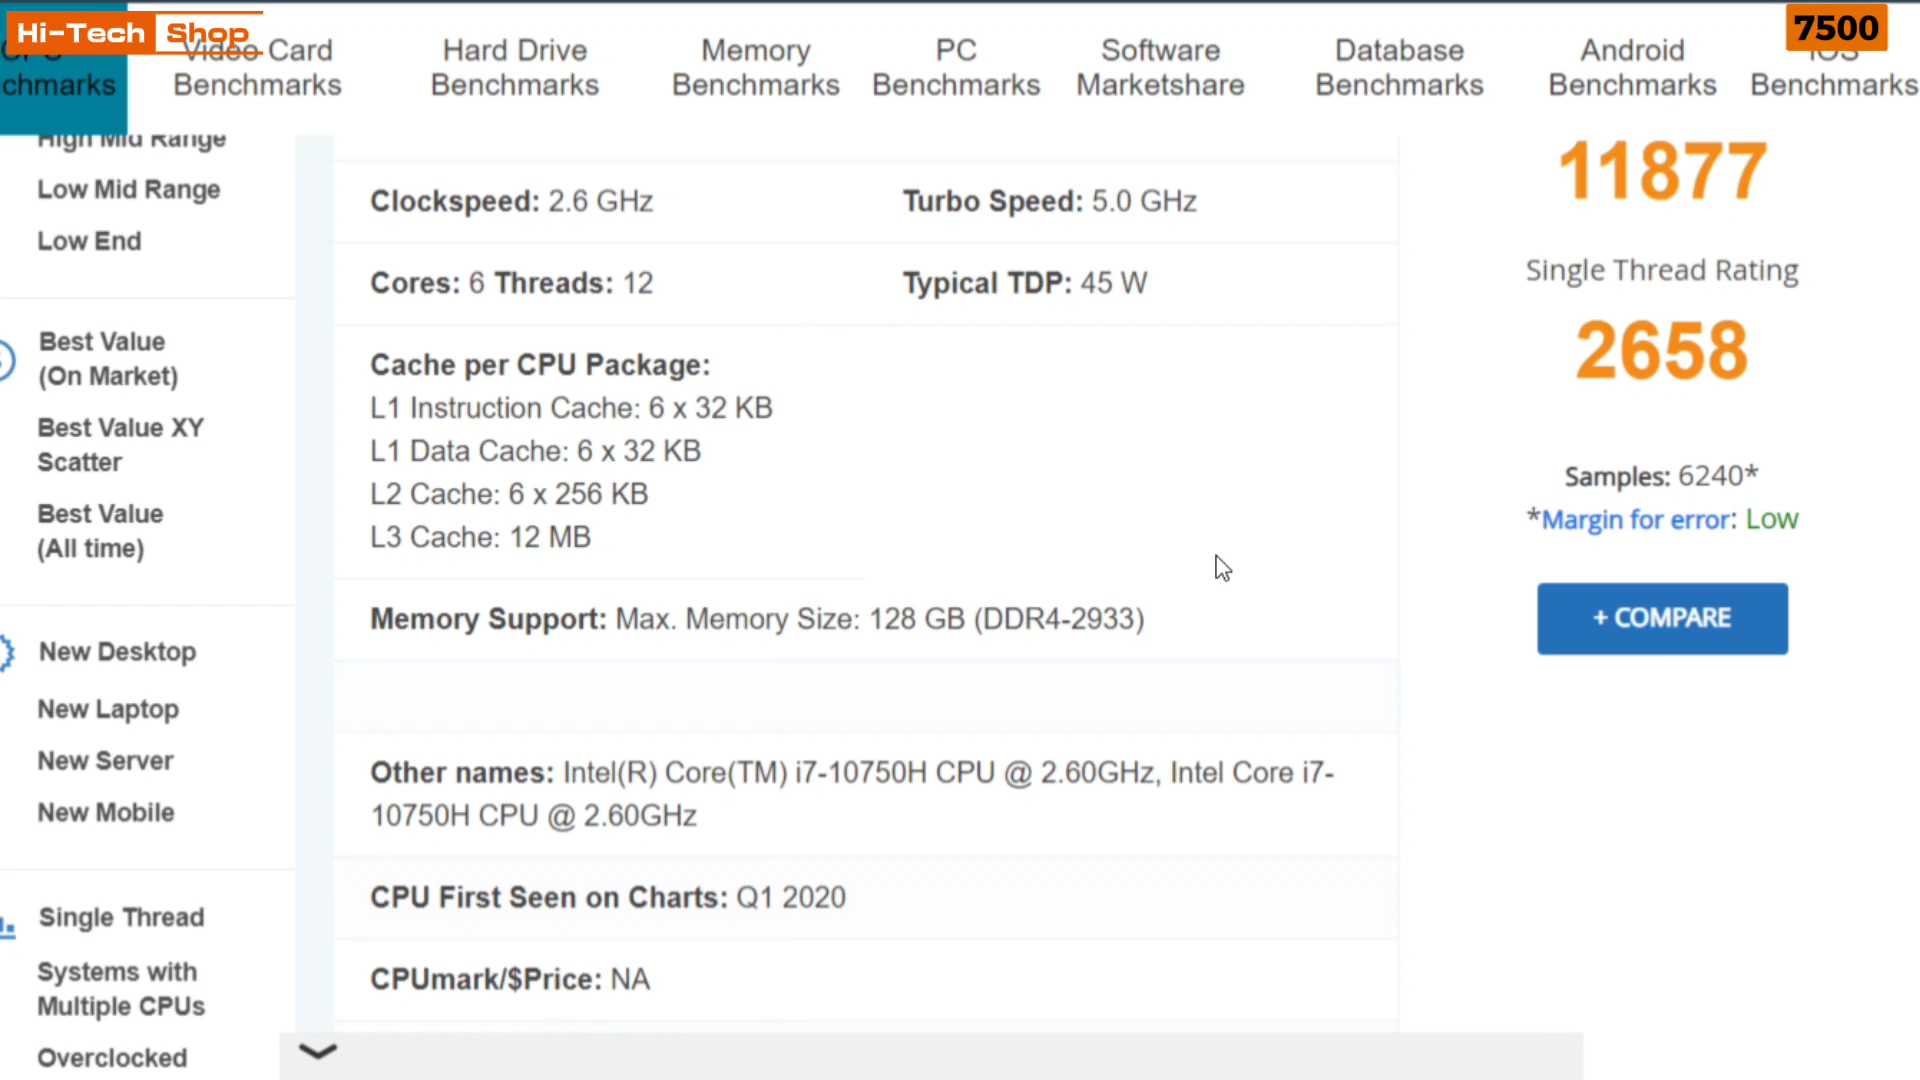 Hi-Tech Shop
7500
chmarks
Video Card
Benchmarks
Hard Drive
Benchmarks
Memory
Benchmarks
PC
Benchmarks
Software
Marketshare
Database
Benchmarks
Android
Benchmarks
iOS
Benchmarks
High Mid Range
Low Mid Range
Low End
Best Value
(On Market)
Best Value XY
Scatter
Best Value
(All time)
New Desktop
New Laptop
New Server
New Mobile
Single Thread
Systems with
Multiple CPUs
Overclocked
Clockspeed: 2.6 GHz
Turbo Speed: 5.0 GHz
Cores: 6 Threads: 12
Typical TDP: 45 W
Cache per CPU Package:
L1 Instruction Cache: 6 x 32 KB
L1 Data Cache: 6 x 32 KB
L2 Cache: 6 x 256 KB
L3 Cache: 12 MB
Memory Support: Max. Memory Size: 128 GB (DDR4-2933)
Other names: Intel(R) Core(TM) i7-10750H CPU @ 2.60GHz, Intel Core i7-
10750H CPU @ 2.60GHz
CPU First Seen on Charts: Q1 2020
CPUmark/$Price: NA
11877
Single Thread Rating
2658
Samples: 6240*
*Margin for error: Low
+ COMPARE